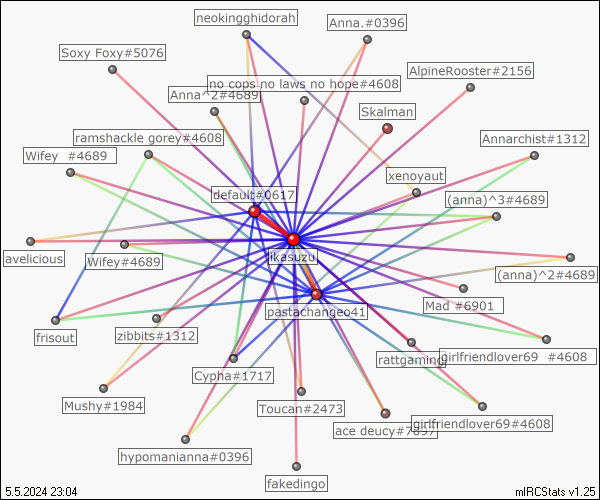 neokingghidorah
Anna.#0396
Soxy Foxy#5076
AlpineRooster#2156
no cops no laws no hope#4608
Anna^2#4689
Skalman
ramshackle gorey#4608
Annarchist#1312
Wifey #4689
xenoyaut
default#0617
(anna)^3#4689
avelicious
Wifey#4689
ikasuzu
(anna)^2#4689
Mad #6901
pastachangeo41
frisout
zibbits#1312
rattgaming
girlfriendlover69 #4608
Cypha#1717
Mushy#1984
Toucan#2473
ace deucy#7897
girlfriendlover69#4608
hypomanianna#0396
fakedingo
5.5.2024 23:04
mIRCStats v1.25